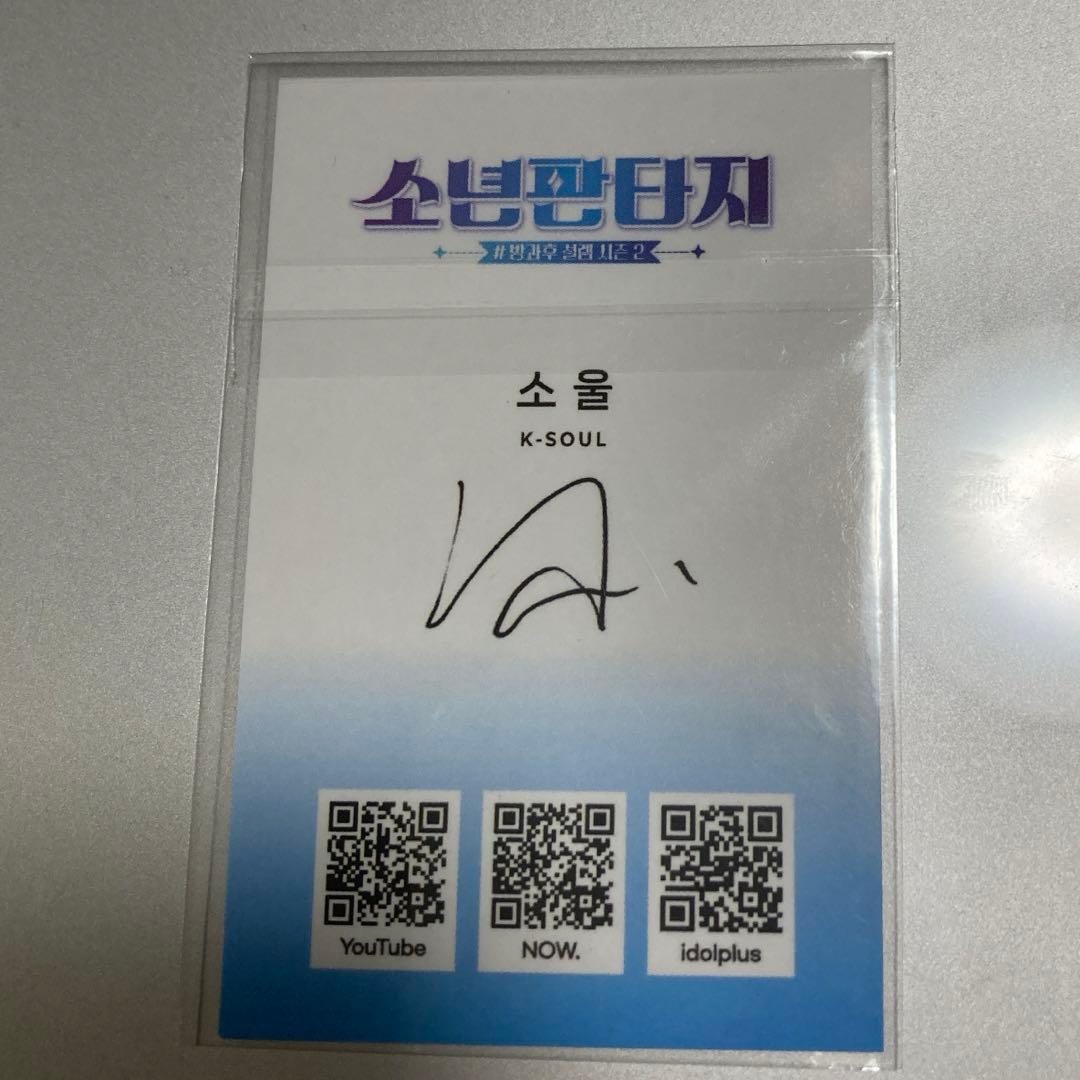 소년판타지
#방과후 설렘 시즌 2
소울
K-SOUL
YouTube
NOW.
idolplus